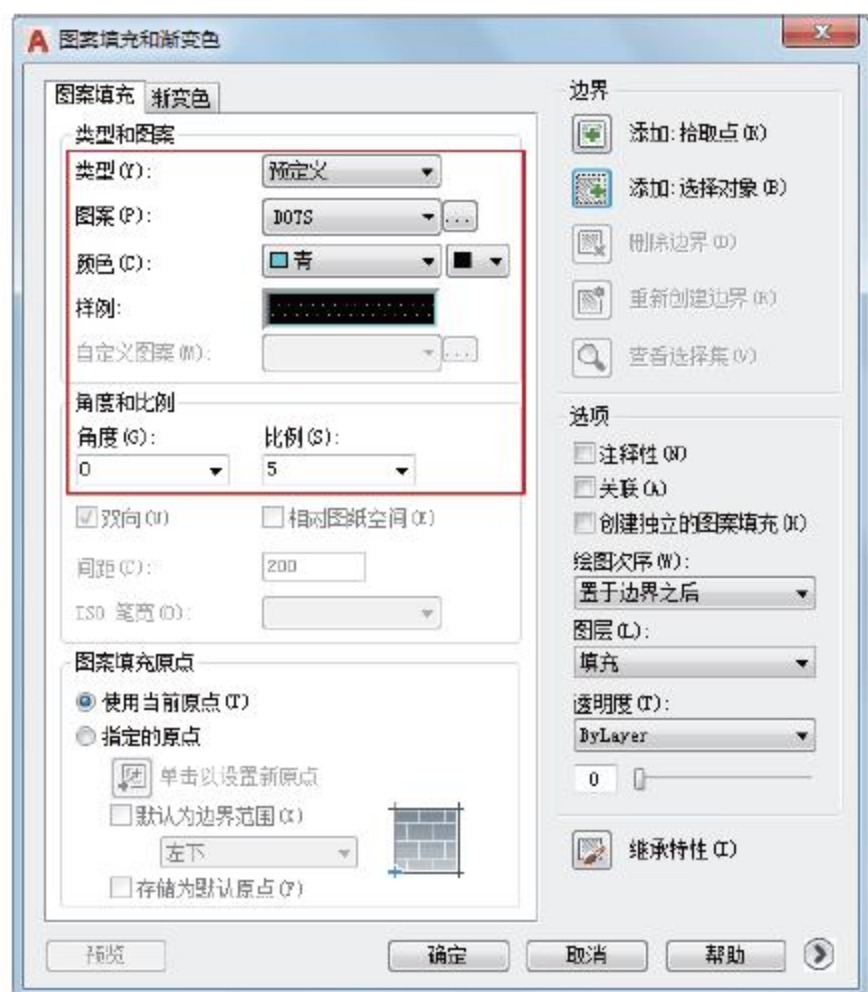 图案填充和渐变色
图案填充 渐变色
类型和图案
类型(Y): 预定义
图案(P): DOTS ...
颜色(C): 青
样例:
自定义图案(M): ...
角度和比例
角度(G): 比例(S):
0 5
双向(U) 相对图纸空间(E)
间距(C): 200
ISO 笔宽(O):
图案填充原点
使用当前原点(T)
指定的原点
单击以设置新原点
默认为边界范围(X)
左下
存储为默认原点(F)
预览
边界
添加:拾取点(K)
添加:选择对象(B)
删除边界(D)
重新创建边界(R)
查看选择集(V)
选项
注释性(N)
关联(A)
创建独立的图案填充(H)
绘图次序(W):
置于边界之后
图层(L):
填充
透明度(T):
ByLayer
0
继承特性(I)
确定 取消 帮助